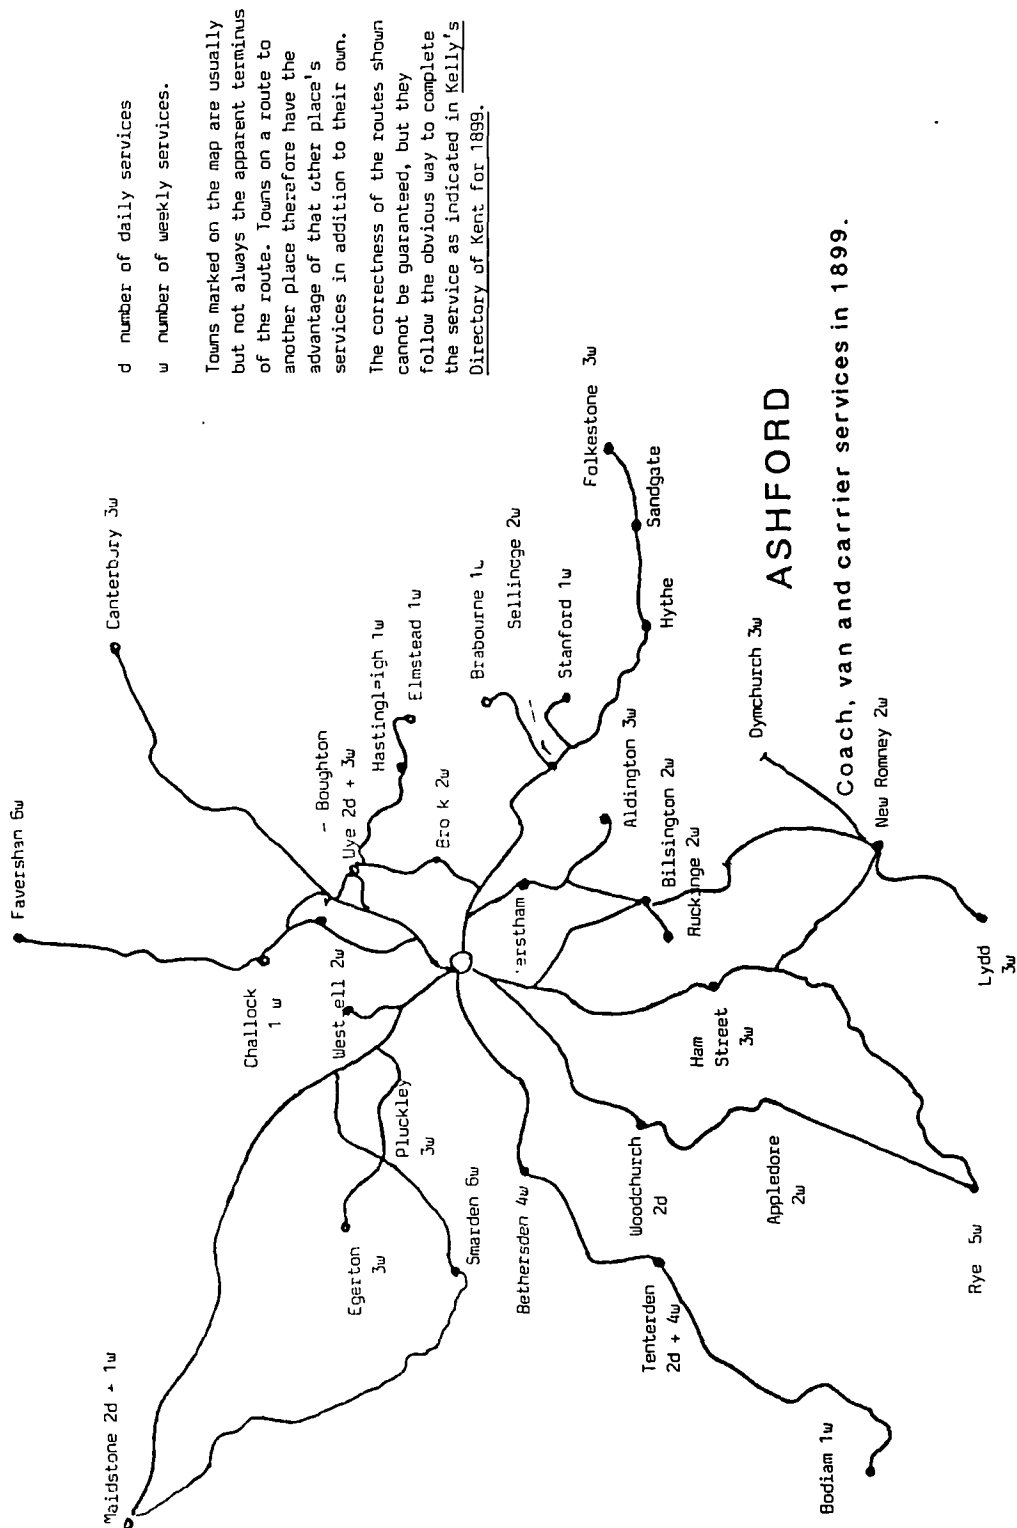 d number of daily services
w number of weekly services.
Towns marked on the map are usually
but not always the apparent terminus
of the route. Towns on a route to
another place therefore have the
advantage of that other place's
services in addition to their own.
The correctness of the routes shown
cannot be guaranteed, but they
follow the obvious way to complete
the service as indicated in Kelly's
Directory of Kent for 1899.
Faversham 6w
Canterbury 3w
Challock
1 w
Boughton
Wye 2d + 3w
Hastingleigh 1w
Elmstead 1w
Brook 2w
Brabourne
Sellindge 2w
Stanford 1w
Folkestone 3w
Sandgate
Hythe
Maidstone 2d + 1w
Westwell 2w
Pluckley
3w
Egerton
3w
Smarden 6w
Bethersden 4w
Tenterden
2d + 4w
Bodiam 1w
Woodchurch
2d
Appledore
2w
Rye 5w
Ham
Street
3w
Aldington 3w
Bilsington 2w
Ruckinge 2w
Dymchurch 3w
New Romney 2w
Lydd
3w
ASHFORD
Coach, van and carrier services in 1899.